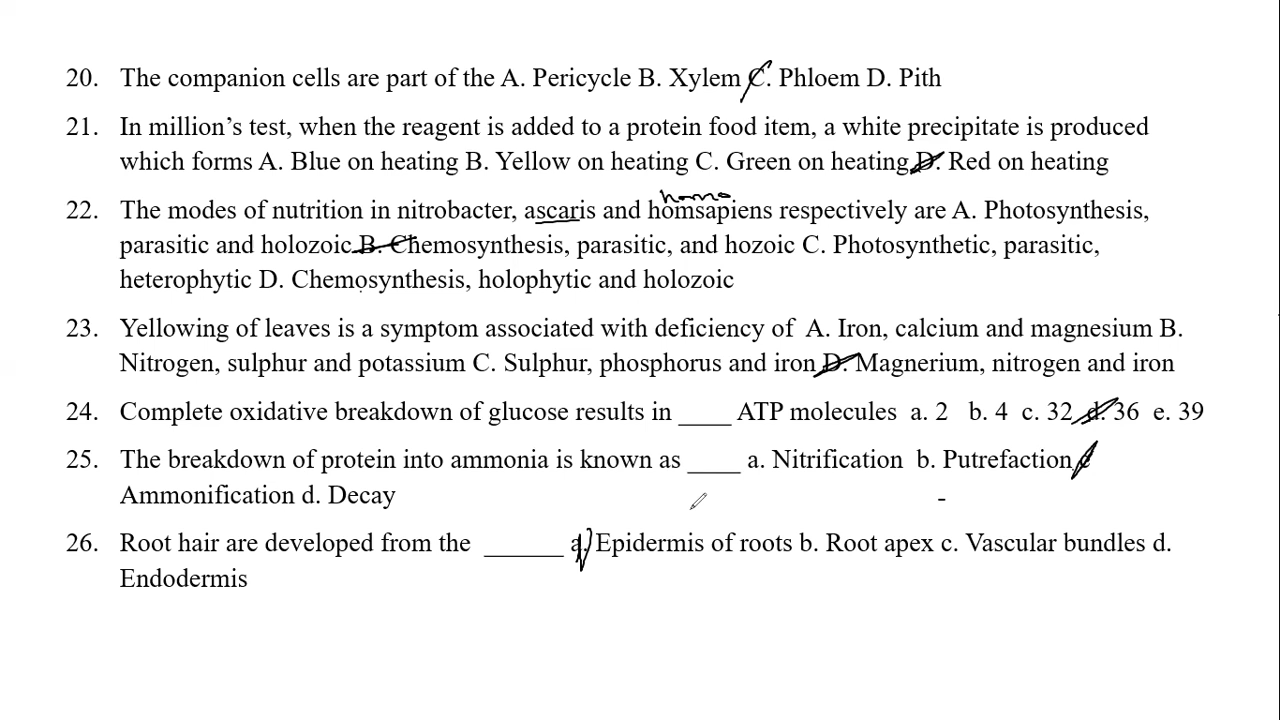 20. The companion cells are part of the A. Pericycle B. Xylem C. Phloem D. Pith
21. In million’s test, when the reagent is added to a protein food item, a white precipitate is produced
which forms A. Blue on heating B. Yellow on heating C. Green on heating D. Red on heating
homo
22. The modes of nutrition in nitrobacter, ascaris and homsapiens respectively are A. Photosynthesis,
parasitic and holozoic B. Chemosynthesis, parasitic, and hozoic C. Photosynthetic, parasitic,
heterophytic D. Chemosynthesis, holophytic and holozoic
23. Yellowing of leaves is a symptom associated with deficiency of A. Iron, calcium and magnesium B.
Nitrogen, sulphur and potassium C. Sulphur, phosphorus and iron D. Magnerium, nitrogen and iron
24. Complete oxidative breakdown of glucose results in ____ ATP molecules a. 2 b. 4 c. 32 d. 36 e. 39
25. The breakdown of protein into ammonia is known as ____ a. Nitrification b. Putrefaction c
Ammonification d. Decay
26. Root hair are developed from the ______ a. Epidermis of roots b. Root apex c. Vascular bundles d.
Endodermis